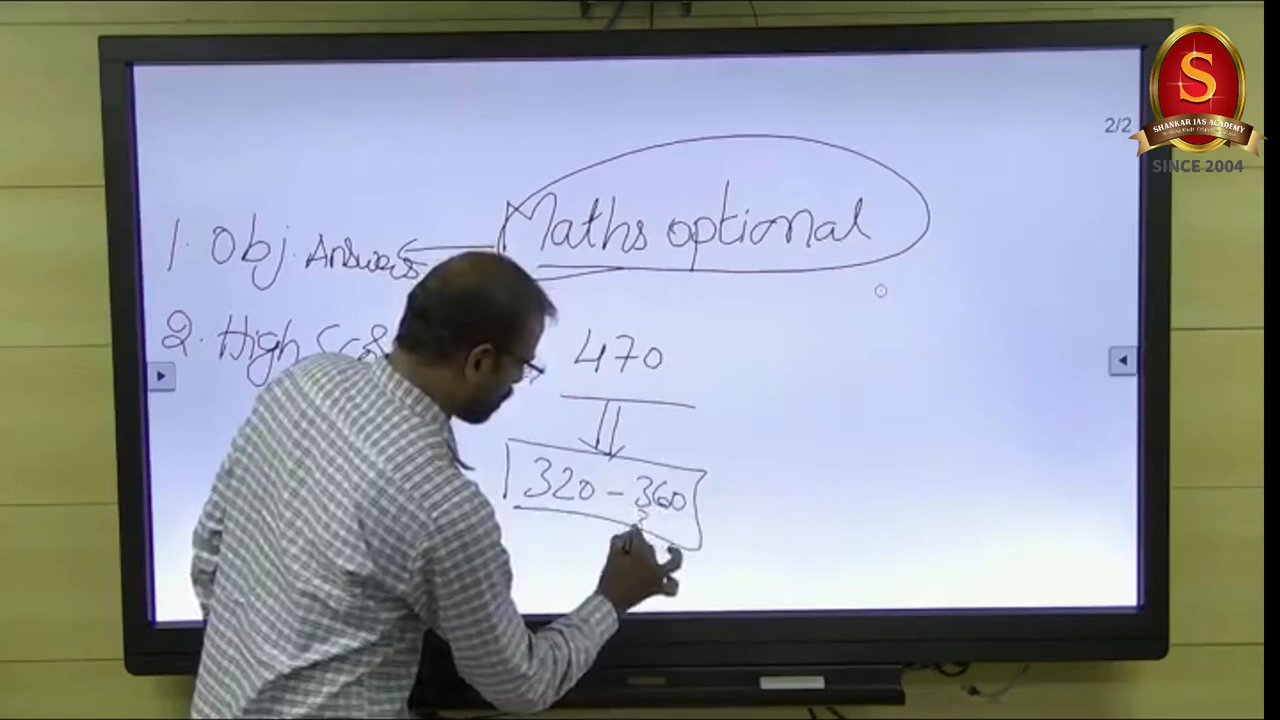 2/2
SHANKAR IAS ACADEMY
SINCE 2004
Maths optional
1. Obj. Answers
2. High
470
320 - 360